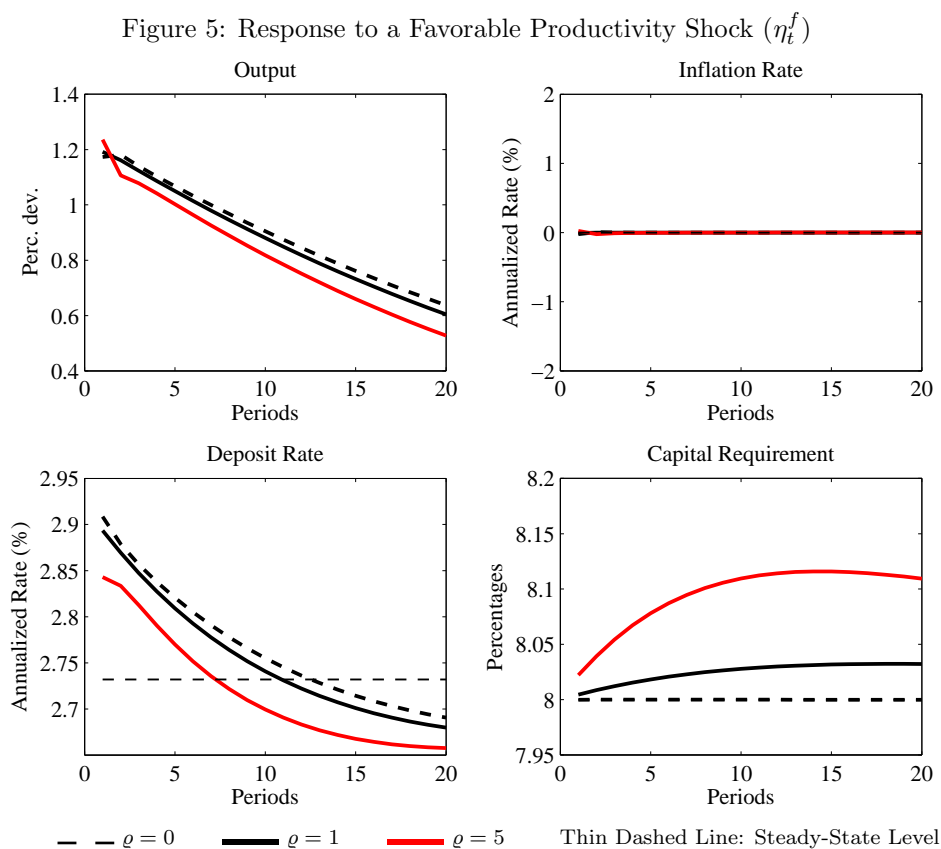 Figure 5: Response to a Favorable Productivity Shock (η_t^f)
Output
Perc. dev.
1.4
1.2
1
0.8
0.6
0.4
0 5 10 15 20
Periods
Inflation Rate
Annualized Rate (%)
2
1
0
−1
−2
0 5 10 15 20
Periods
Deposit Rate
Annualized Rate (%)
2.95
2.9
2.85
2.8
2.75
2.7
0 5 10 15 20
Periods
Capital Requirement
Percentages
8.2
8.15
8.1
8.05
8
7.95
0 5 10 15 20
Periods
ϱ = 0 ϱ = 1 ϱ = 5 Thin Dashed Line: Steady-State Level